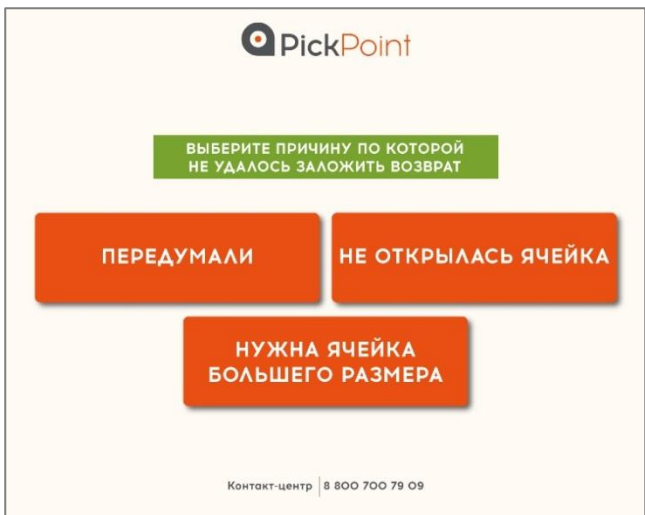 PickPoint
ВЫБЕРИТЕ ПРИЧИНУ ПО КОТОРОЙ
НЕ УДАЛОСЬ ЗАЛОЖИТЬ ВОЗВРАТ
ПЕРЕДУМАЛИ
НЕ ОТКРЫЛАСЬ ЯЧЕЙКА
НУЖНА ЯЧЕЙКА
БОЛЬШЕГО РАЗМЕРА
Контакт-центр | 8 800 700 79 09